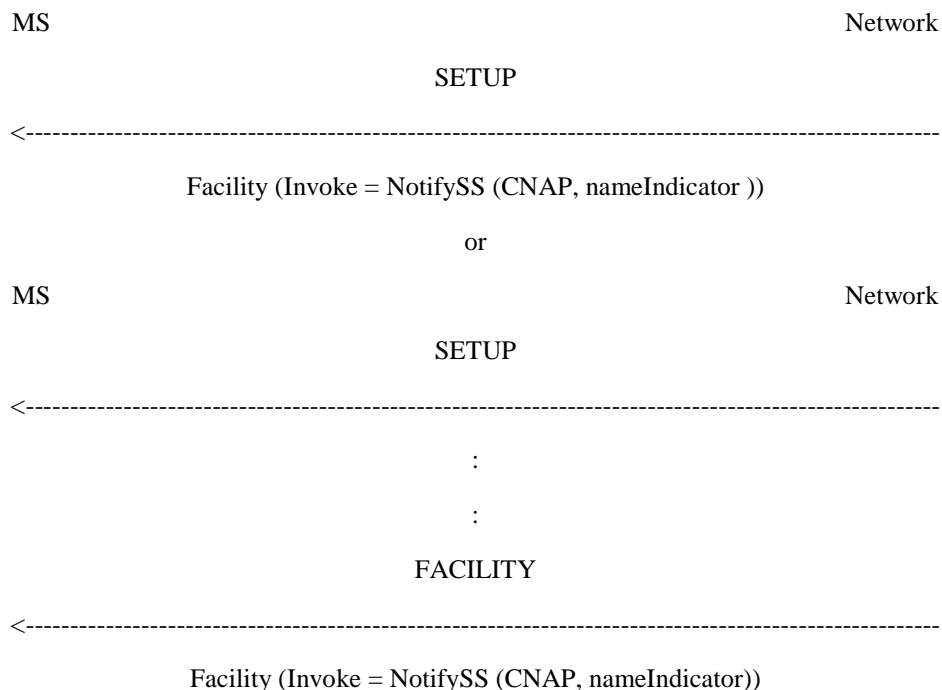 MS Network
SETUP
<-------------------------------------------------------------------------------------------------------
Facility (Invoke = NotifySS (CNAP, nameIndicator ))
or
MS Network
SETUP
<-------------------------------------------------------------------------------------------------------
:
:
FACILITY
<-------------------------------------------------------------------------------------------------------
Facility (Invoke = NotifySS (CNAP, nameIndicator))